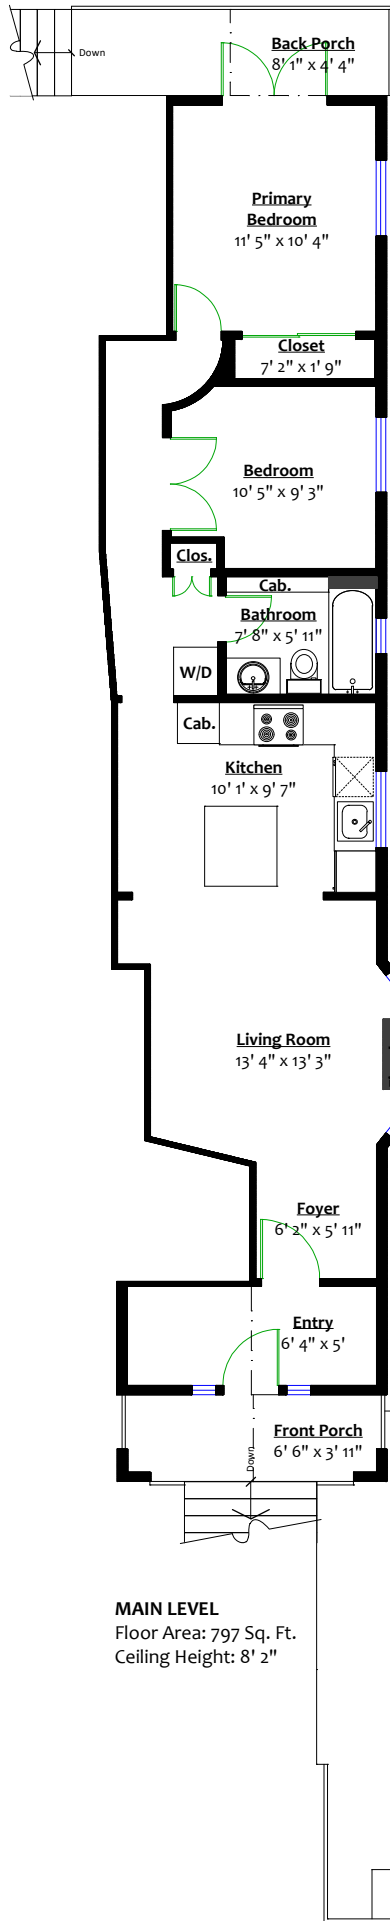 Down
Back Porch
8' 1" x 4' 4"
Primary
Bedroom
11' 5" x 10' 4"
Closet
7' 2" x 1' 9"
Bedroom
10' 5" x 9' 3"
Clos.
Cab.
Bathroom
7' 8" x 5' 11"
W/D
Cab.
Kitchen
10' 1' x 9' 7"
Living Room
13' 4" x 13' 3"
Foyer
6' 2" x 5' 11"
Entry
6' 4" x 5'
Front Porch
6' 6" x 3' 11"
Down
MAIN LEVEL
Floor Area: 797 Sq. Ft.
Ceiling Height: 8' 2"